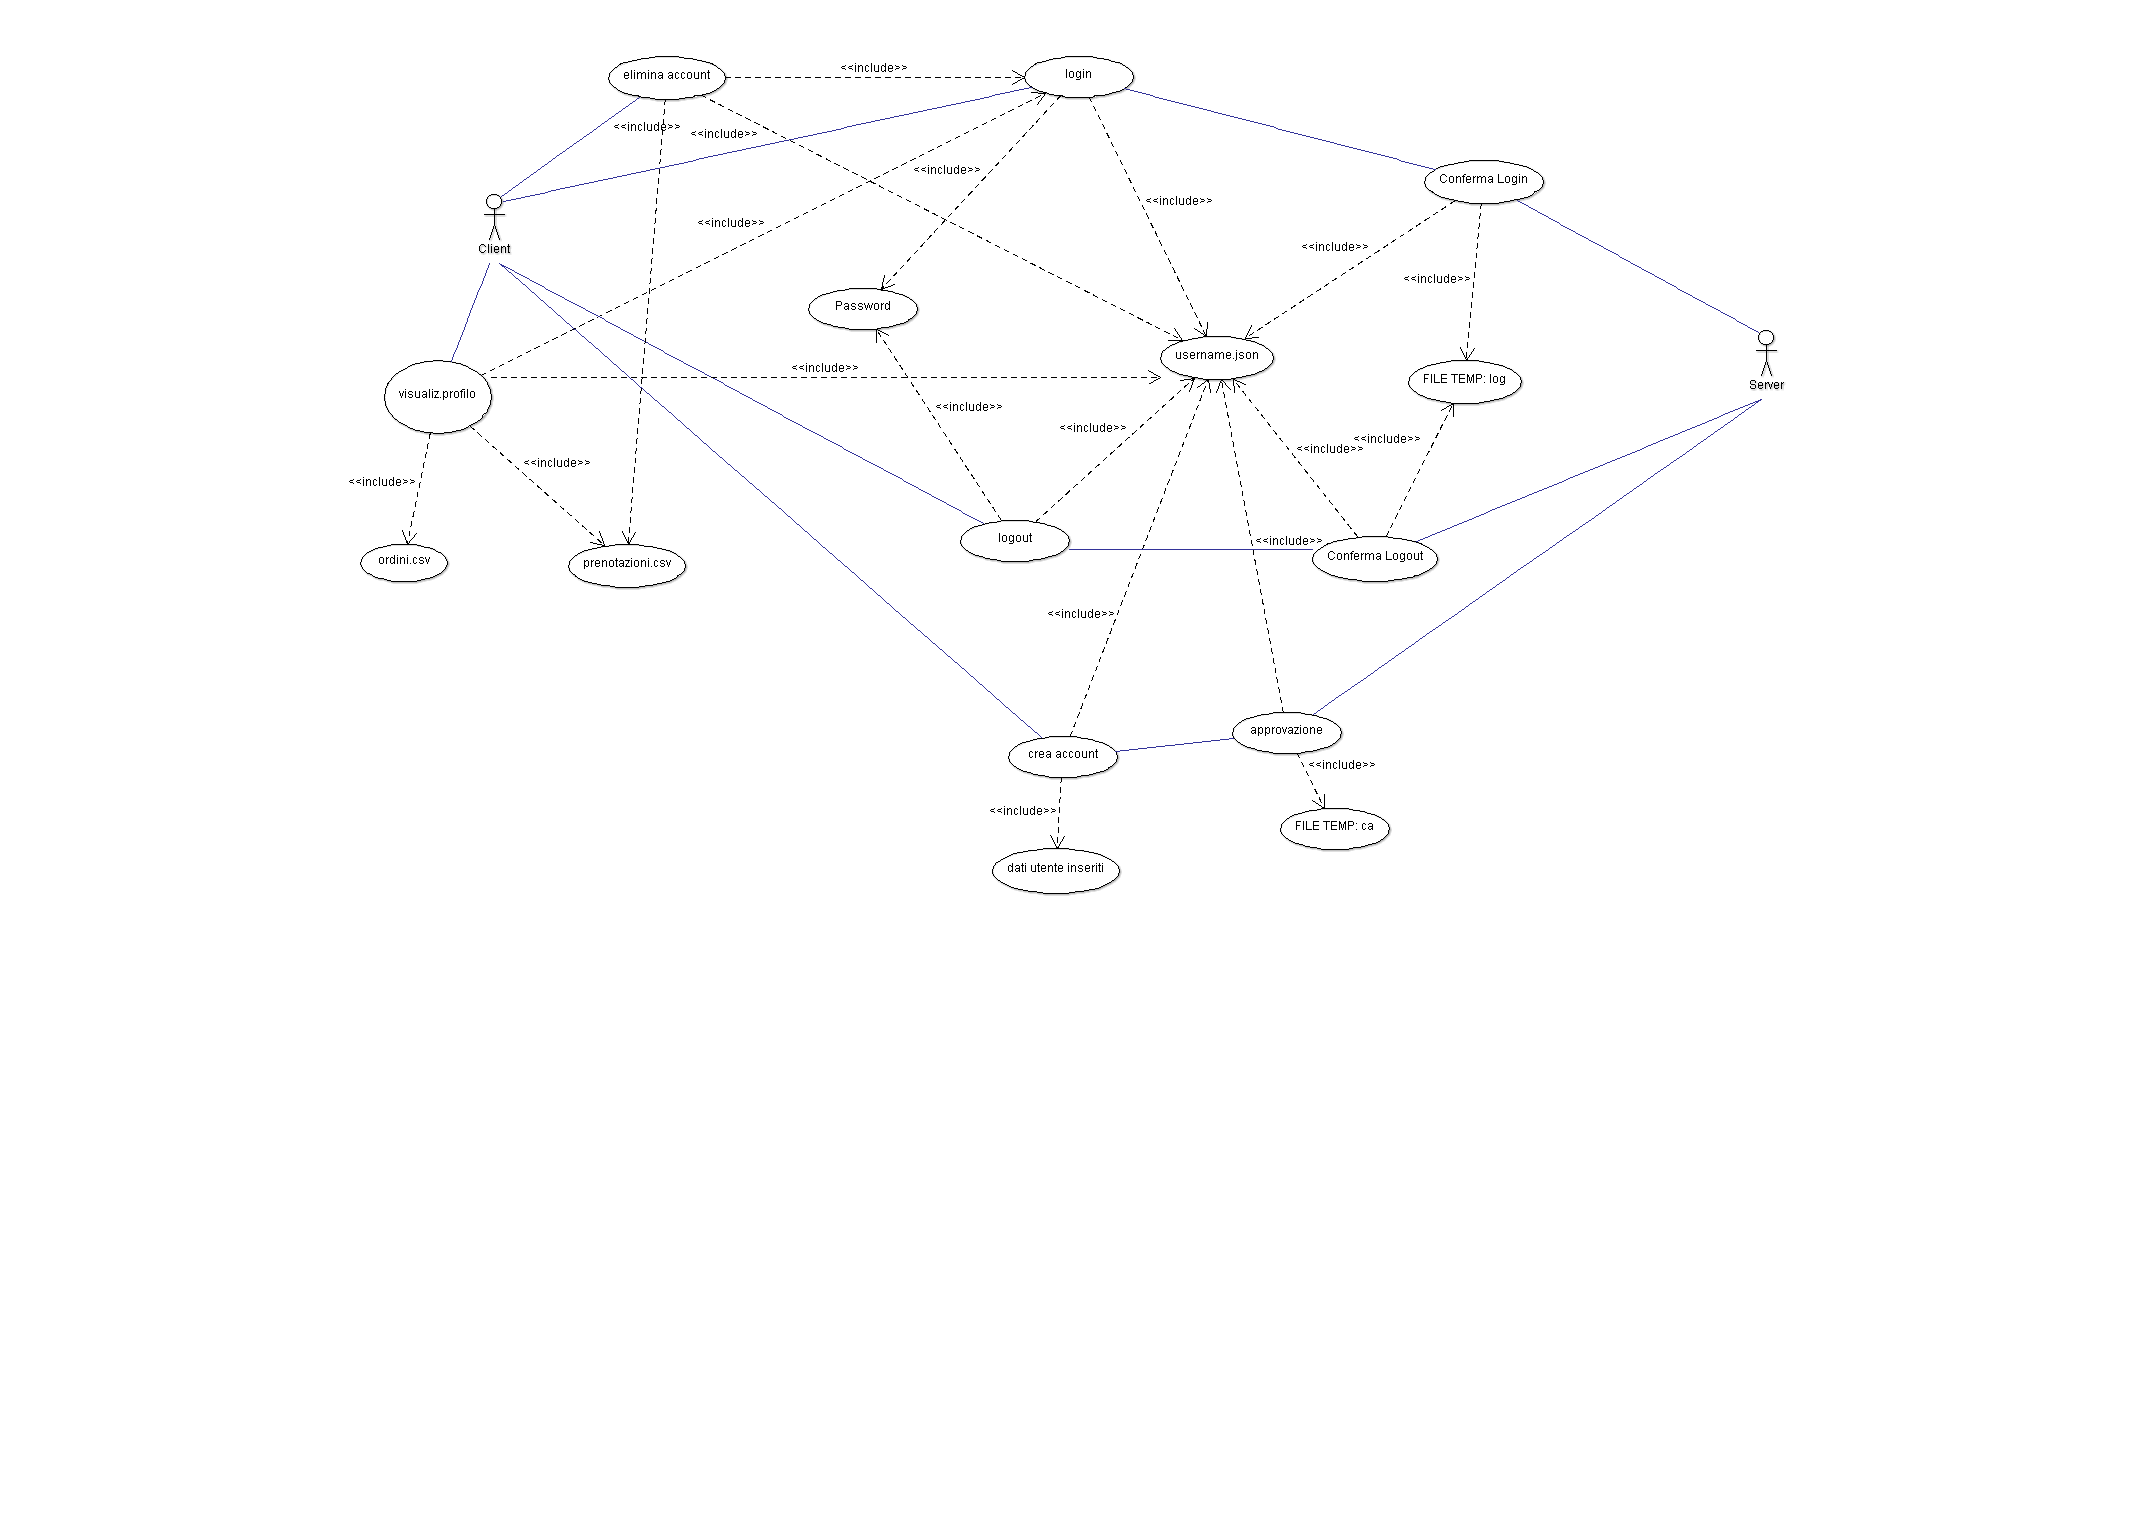 elima account
<<include>>
login
<<include>>
<<include>>
<<include>>
Conferma Login
<<include>>
<<include>>
Client
<<include>>
<<include>>
Password
username.json
<<include>>
visualiz.profilo
FILE TEMP: log
Server
<<include>>
<<include>>
<<include>>
<<include>>
<<include>>
<<include>>
logout
<<include>>
Conferma Logout
ordini.csv
prenotazioni.csv
<<include>>
crea account
approvazione
<<include>>
<<include>>
FILE TEMP: ca
dati utente inseriti